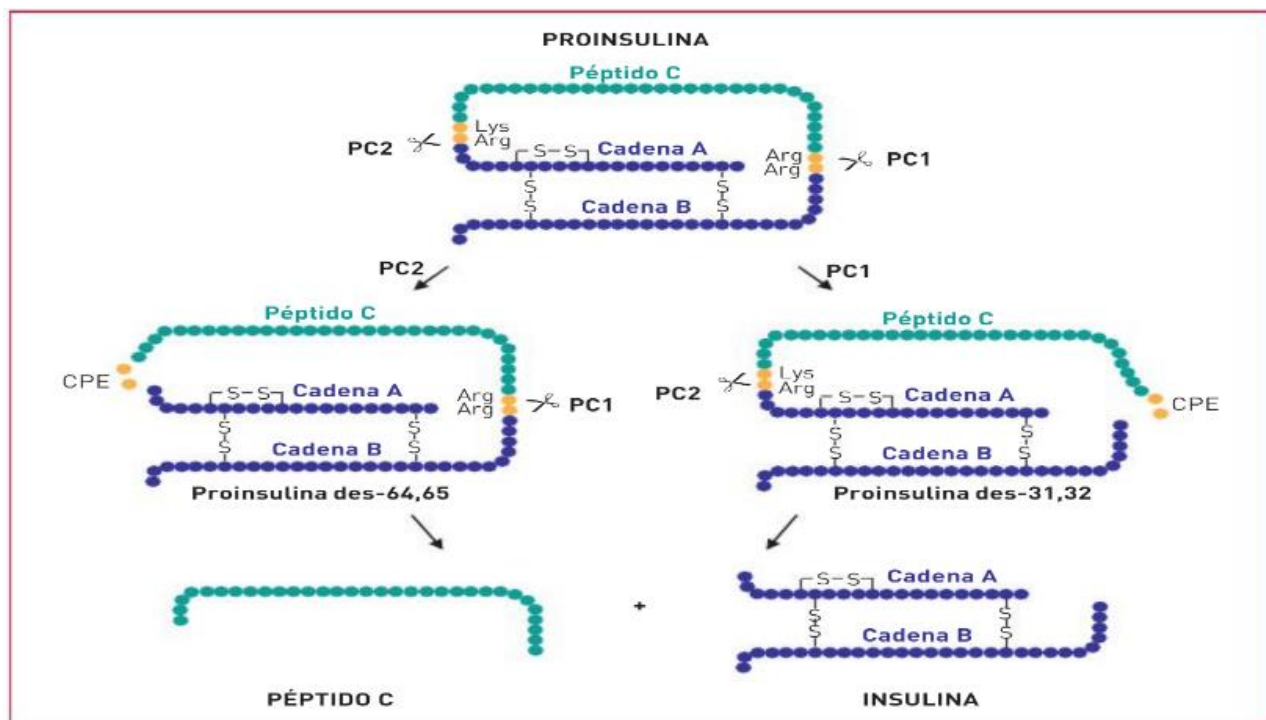 PROINSULINA
Péptido C
Lys
Arg
PC2
S-S
Cadena A
Arg
Arg
PC1
S
S
S
S
Cadena B
PC2
PC1
Péptido C
CPE
S-S
Cadena A
Arg
Arg
PC1
S
S
S
S
Cadena B
Proinsulina des-64,65
Péptido C
Lys
Arg
PC2
S-S
Cadena A
CPE
S
S
S
S
Cadena B
Proinsulina des-31,32
+
S-S
Cadena A
S
S
S
S
Cadena B
PÉPTIDO C
INSULINA